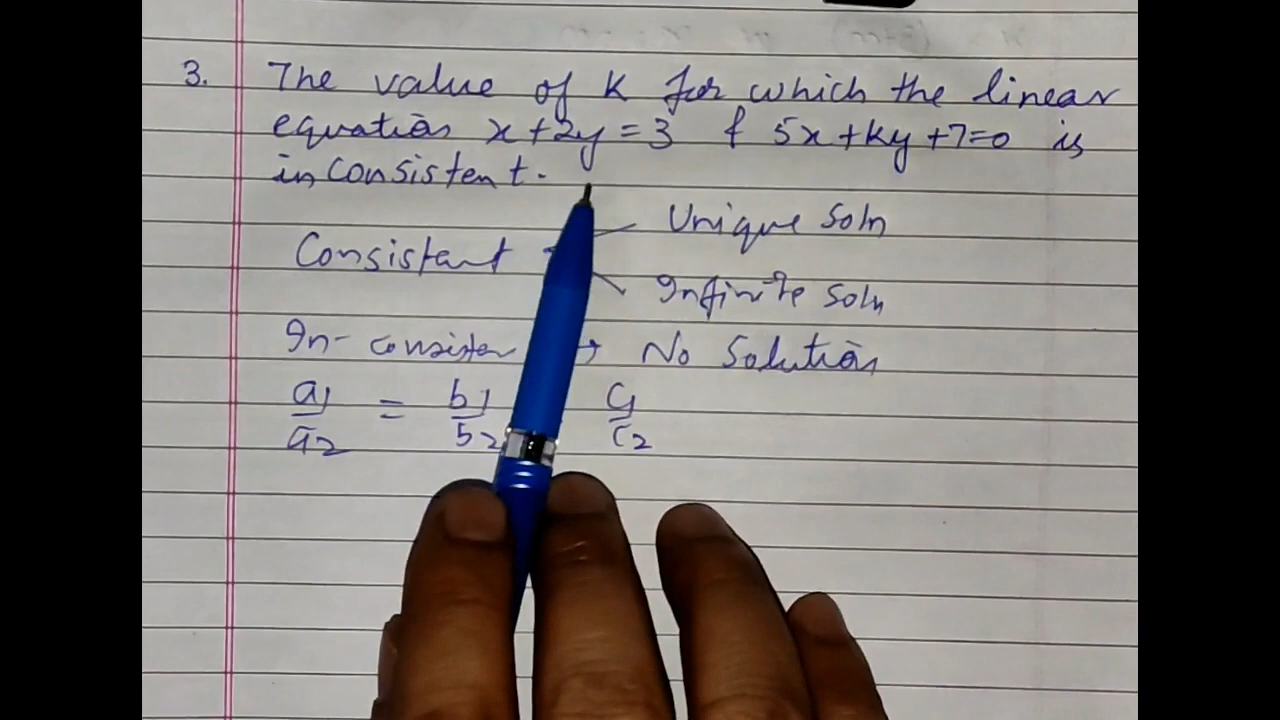 3. The value of K for which the linear
equation x+2y=3 & 5x+ky+7=0 is
inconsistent.
Unique Soln
Consistent
Infinite Soln
In-consisten → No Solution
a1/a2 = b1/b2 c1/c2